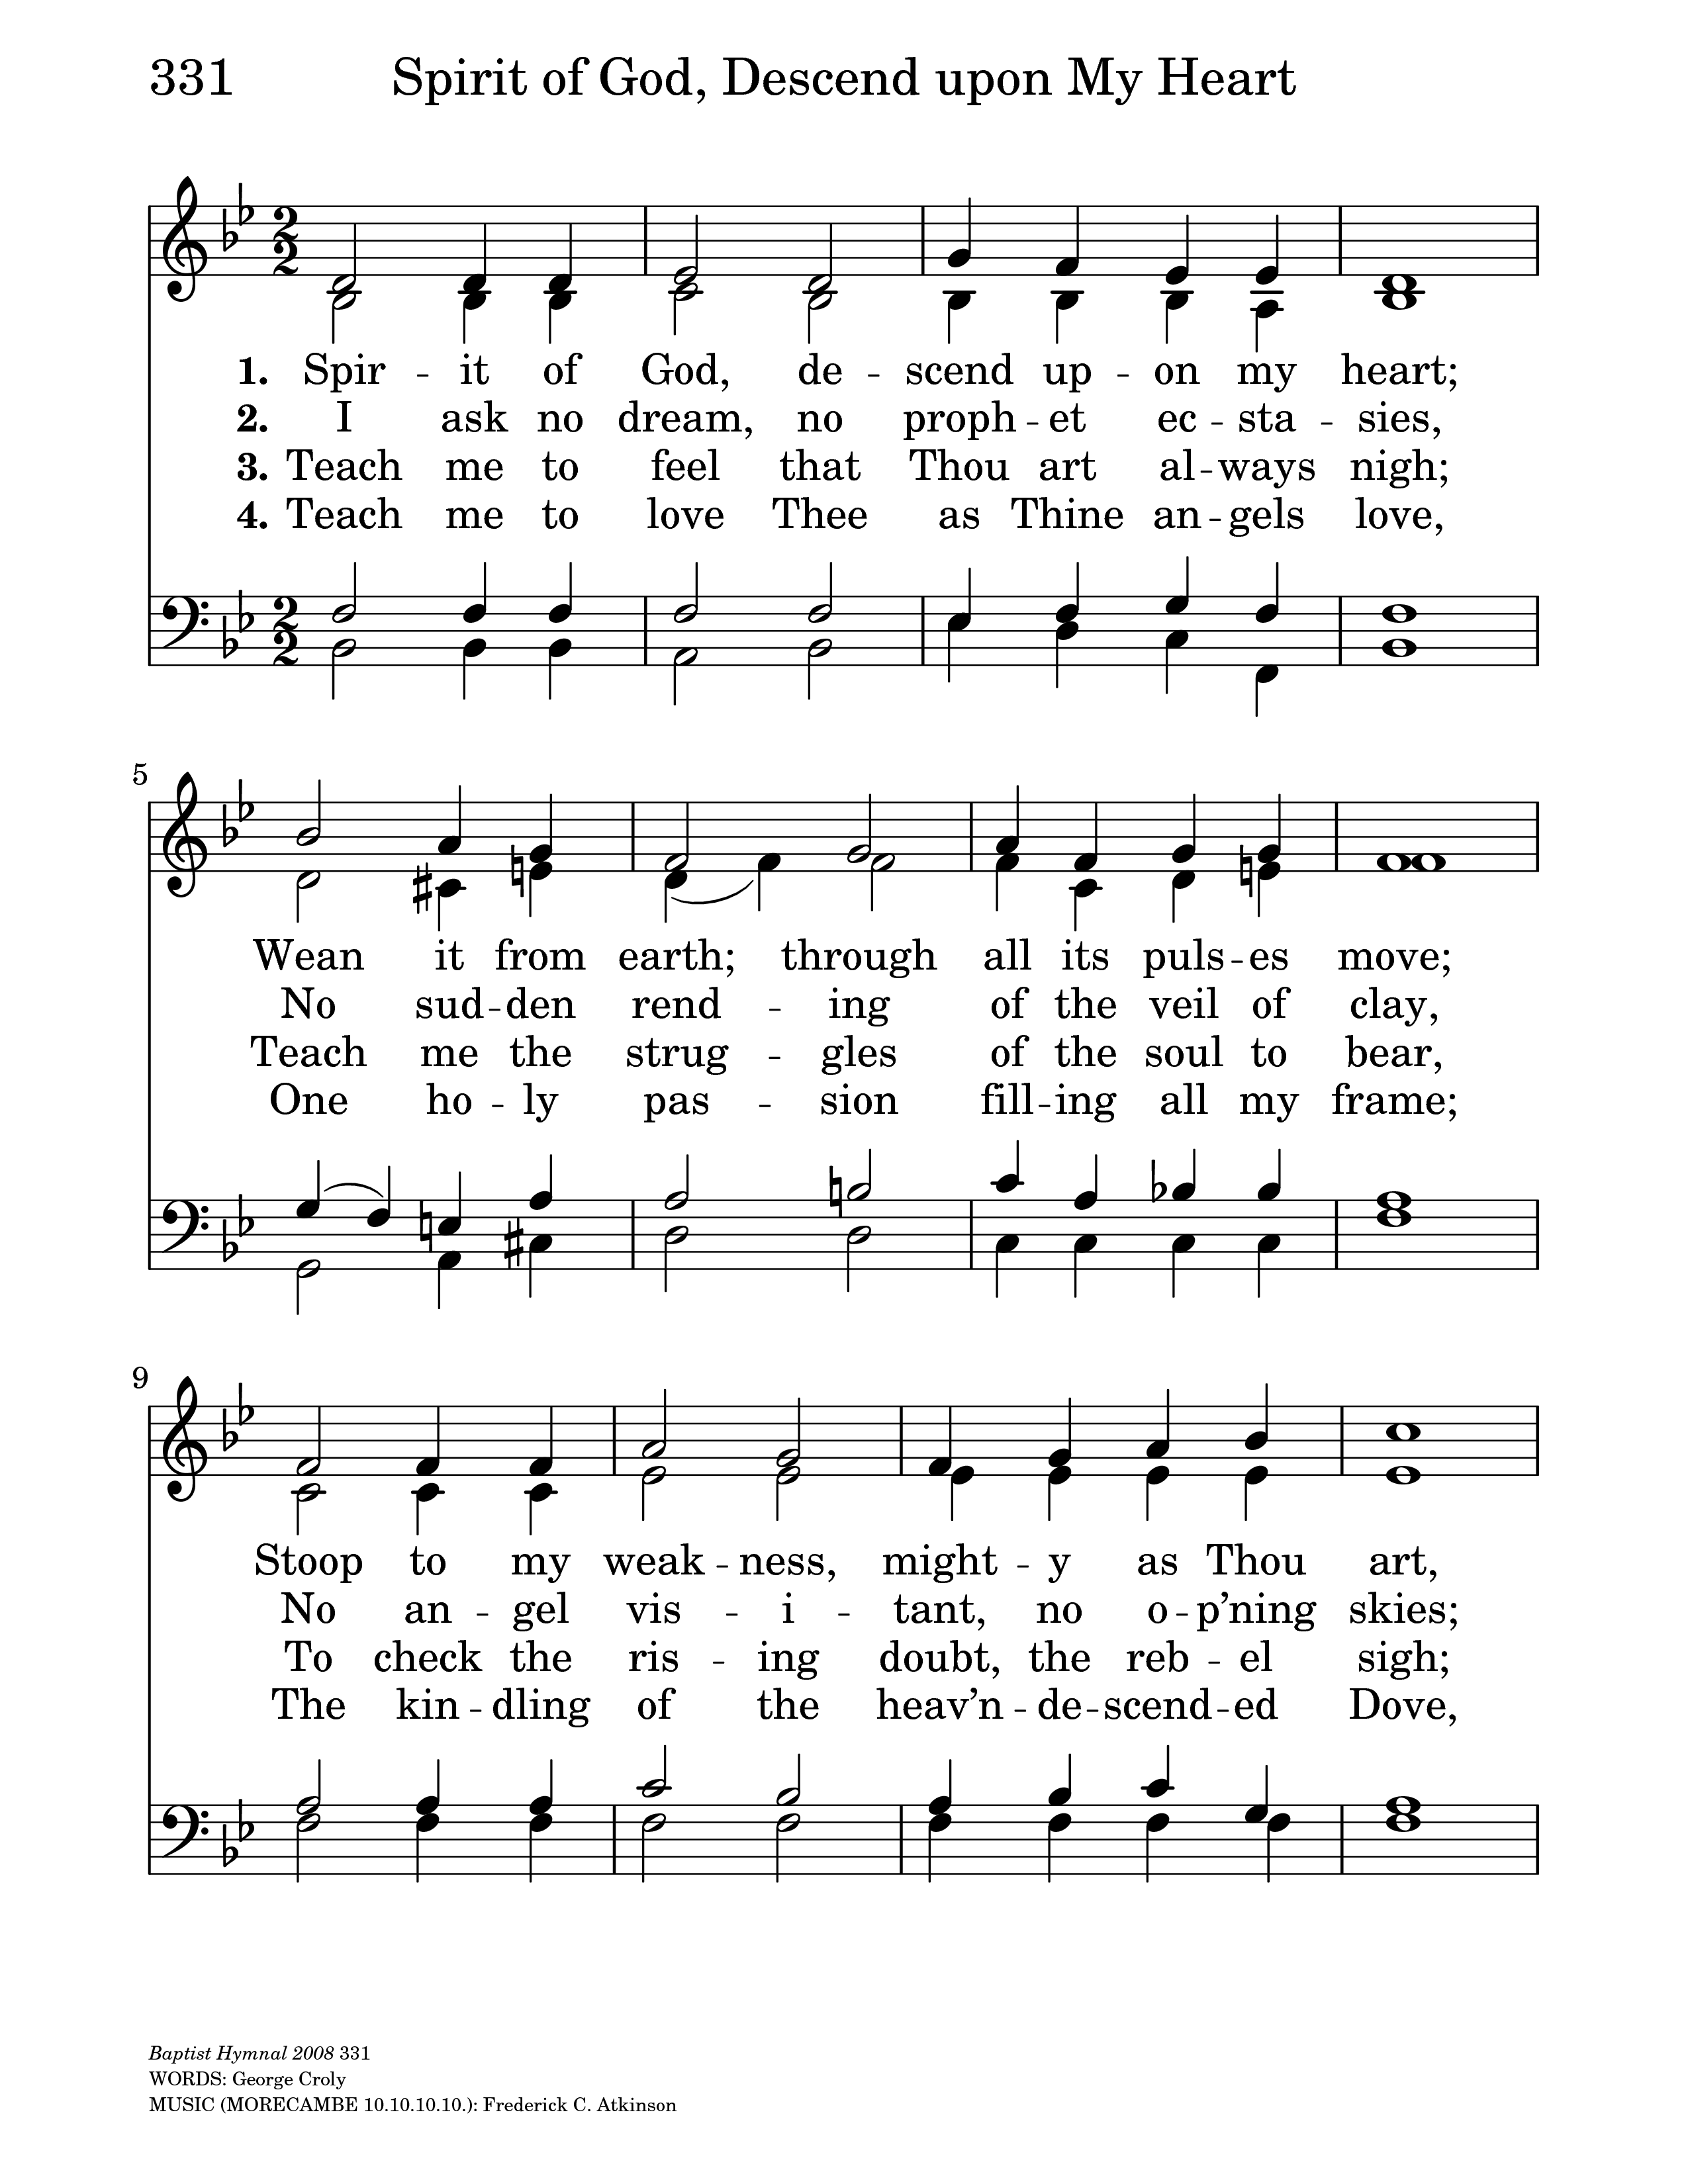 331 Spirit of God, Descend upon My Heart
1. Spir -- it of God, de -- scend up -- on my heart;
2. I ask no dream, no proph -- et ec -- sta -- sies,
3. Teach me to feel that Thou art al -- ways nigh;
4. Teach me to love Thee as Thine an -- gels love,
5
Wean it from earth; through all its puls -- es move;
No sud -- den rend -- ing of the veil of clay,
Teach me the strug -- gles of the soul to bear,
One ho -- ly pas -- sion fill -- ing all my frame;
9
Stoop to my weak -- ness, might -- y as Thou art,
No an -- gel vis -- i -- tant, no o -- p’ning skies;
To check the ris -- ing doubt, the reb -- el sigh;
The kin -- dling of the heav’n -- de -- scend -- ed Dove,
Baptist Hymnal 2008 331
WORDS: George Croly
MUSIC (MORECAMBE 10.10.10.10.): Frederick C. Atkinson